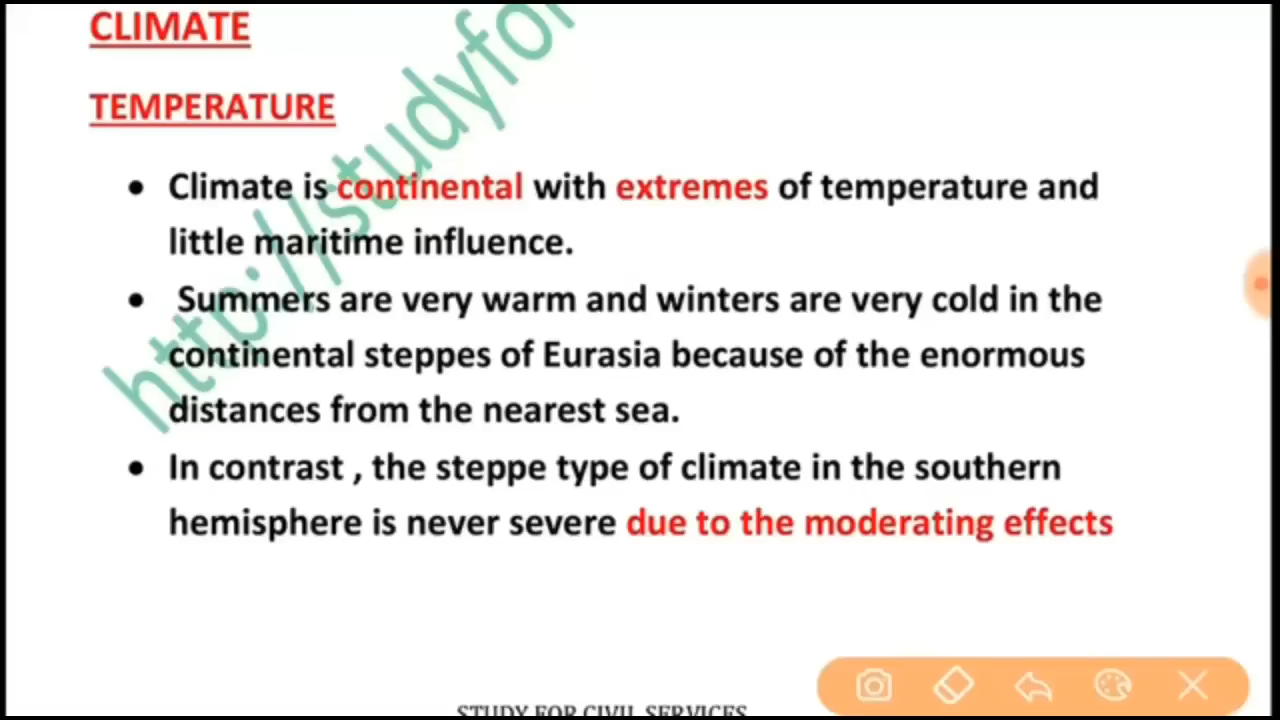 CLIMATE
TEMPERATURE
• Climate is continental with extremes of temperature and
little maritime influence.
• Summers are very warm and winters are very cold in the
continental steppes of Eurasia because of the enormous
distances from the nearest sea.
• In contrast , the steppe type of climate in the southern
hemisphere is never severe due to the moderating effects
http://studyfor
STUDY FOR CIVIL SERVICES